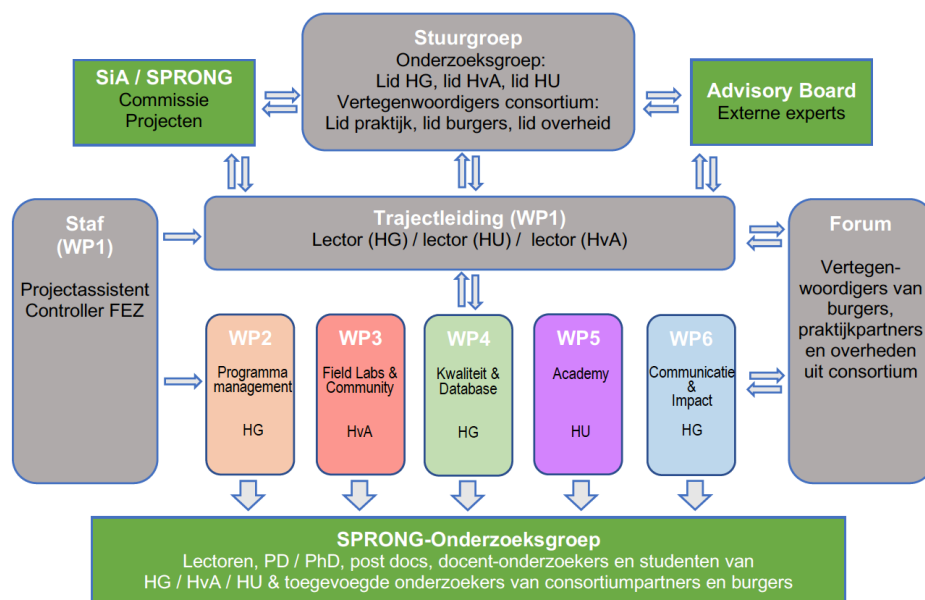 Stuurgroep
Onderzoeksgroep:
Lid HG, lid HvA, lid HU
Vertegenwoordigers consortium:
Lid praktijk, lid burgers, lid overheid
SiA / SPRONG
Commissie
Projecten
Advisory Board
Externe experts
Staf
(WP1)
Projectassistent
Controller FEZ
Trajectleiding (WP1)
Lector (HG) / lector (HU) / lector (HvA)
Forum
Vertegen-
woordigers van
burgers,
praktijkpartners
en overheden
uit consortium
WP2
Programma
management
HG
WP3
Field Labs &
Community
HvA
WP4
Kwaliteit &
Database
HG
WP5
Academy
HU
WP6
Communicatie
&
Impact
HG
SPRONG-Onderzoeksgroep
Lectoren, PD / PhD, post docs, docent-onderzoekers en studenten van
HG / HvA / HU & toegevoegde onderzoekers van consortiumpartners en burgers